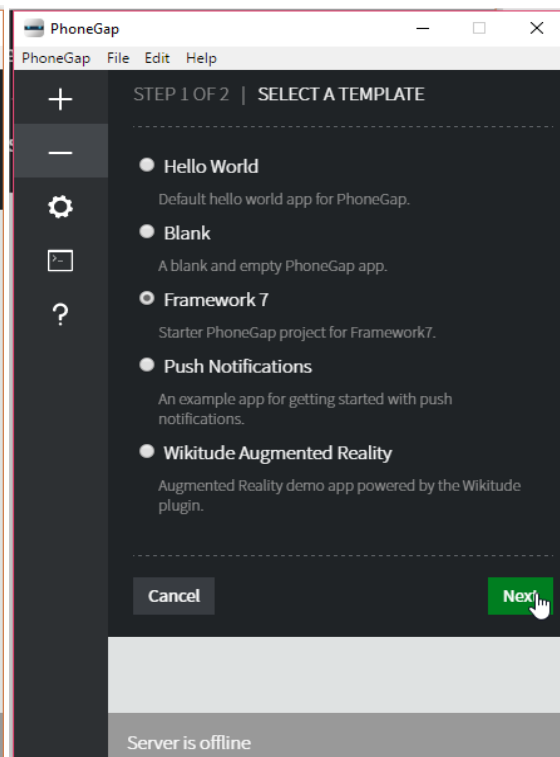 PhoneGap
PhoneGap File Edit Help
STEP 1 OF 2 | SELECT A TEMPLATE
Hello World
Default hello world app for PhoneGap.
Blank
A blank and empty PhoneGap app.
Framework 7
Starter PhoneGap project for Framework7.
Push Notifications
An example app for getting started with push
notifications.
Wikitude Augmented Reality
Augmented Reality demo app powered by the Wikitude
plugin.
Cancel Next
Server is offline